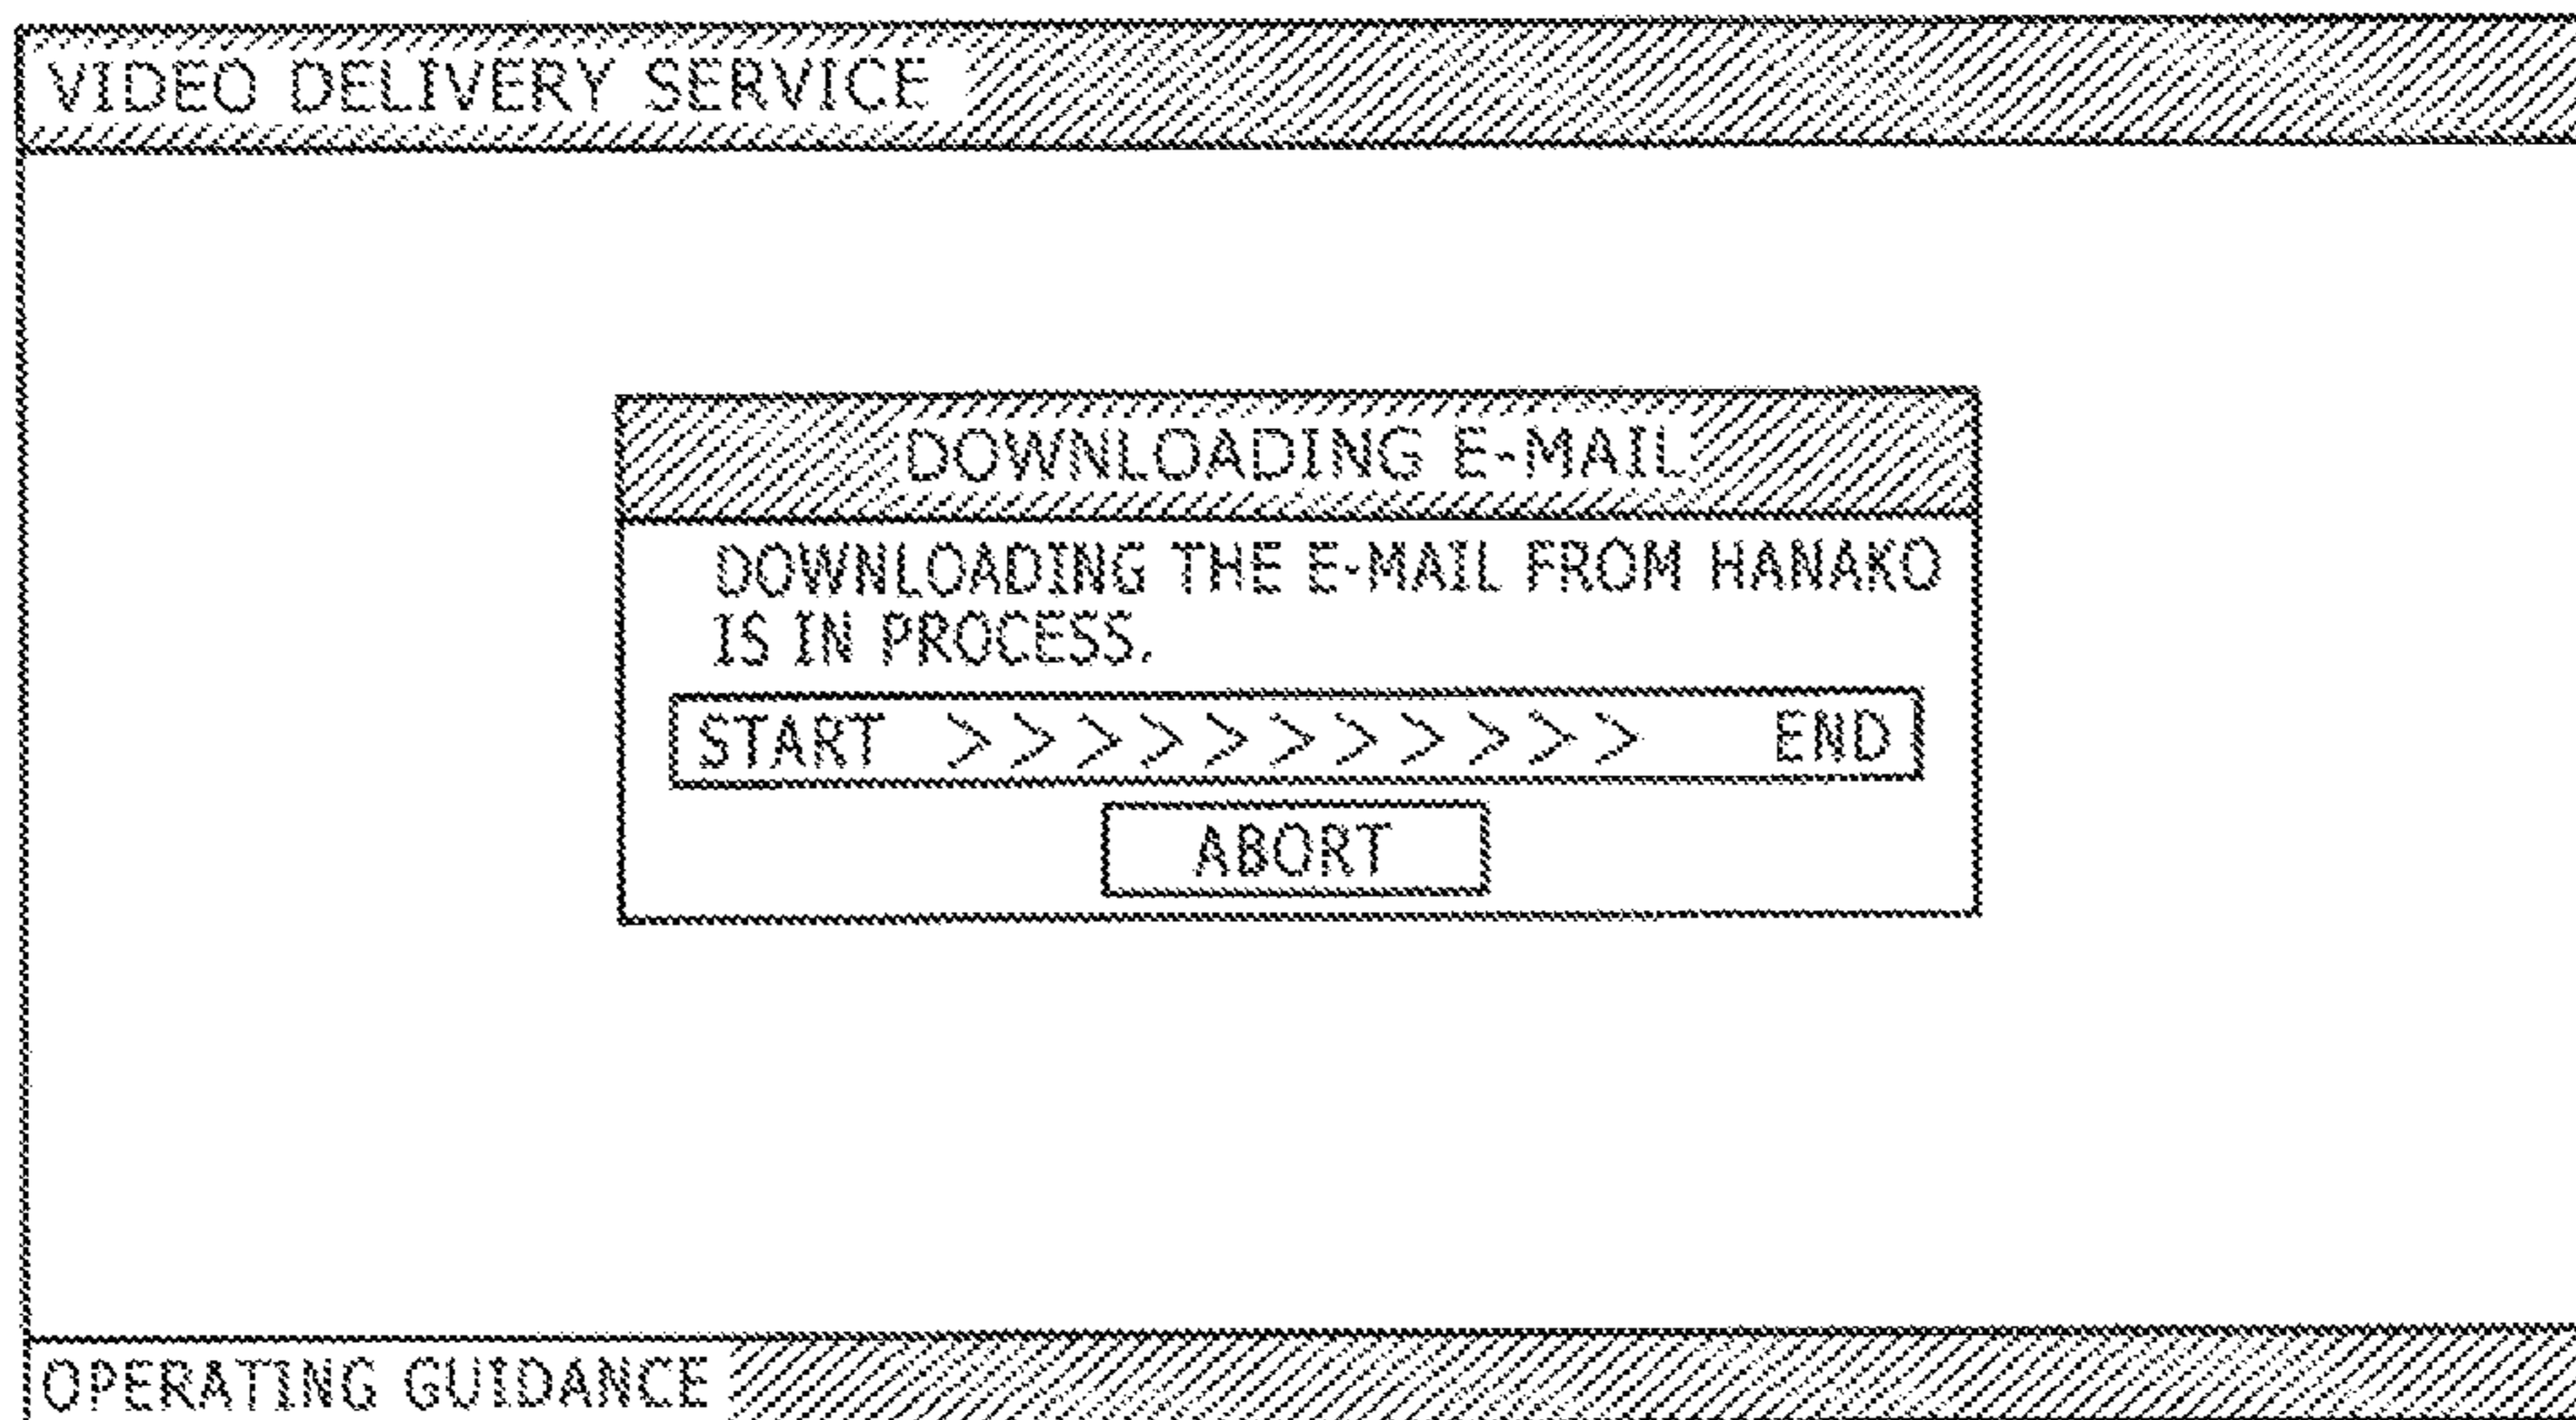 VIDEO DELIVERY SERVICE
DOWNLOADING E-MAIL
DOWNLOADING THE E-MAIL FROM HANAKO
IS IN PROCESS.
START >>>>>>>>>>> END
ABORT
OPERATING GUIDANCE